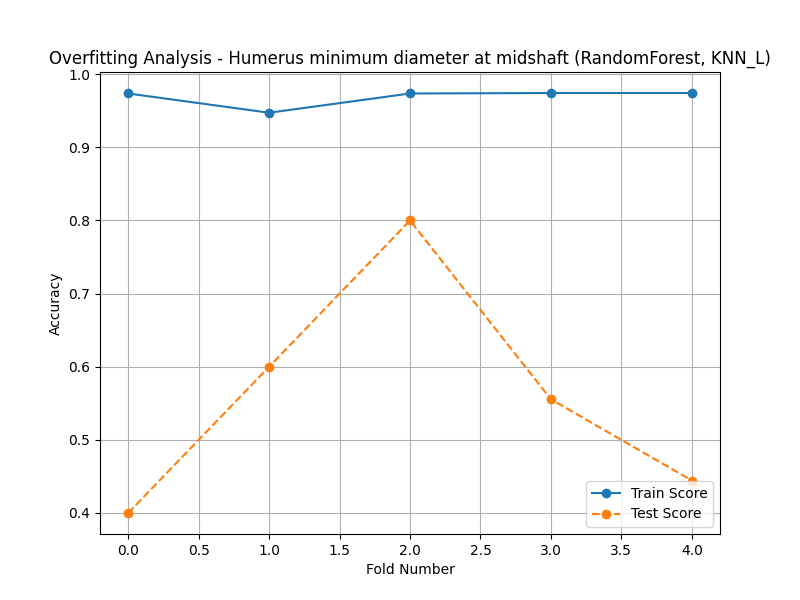 Overfitting Analysis - Humerus minimum diameter at midshaft (RandomForest, KNN_L)
1.0
0.9
0.8
0.7
0.6
0.5
0.4
Accuracy
Train Score
Test Score
0.0 0.5 1.0 1.5 2.0 2.5 3.0 3.5 4.0
Fold Number